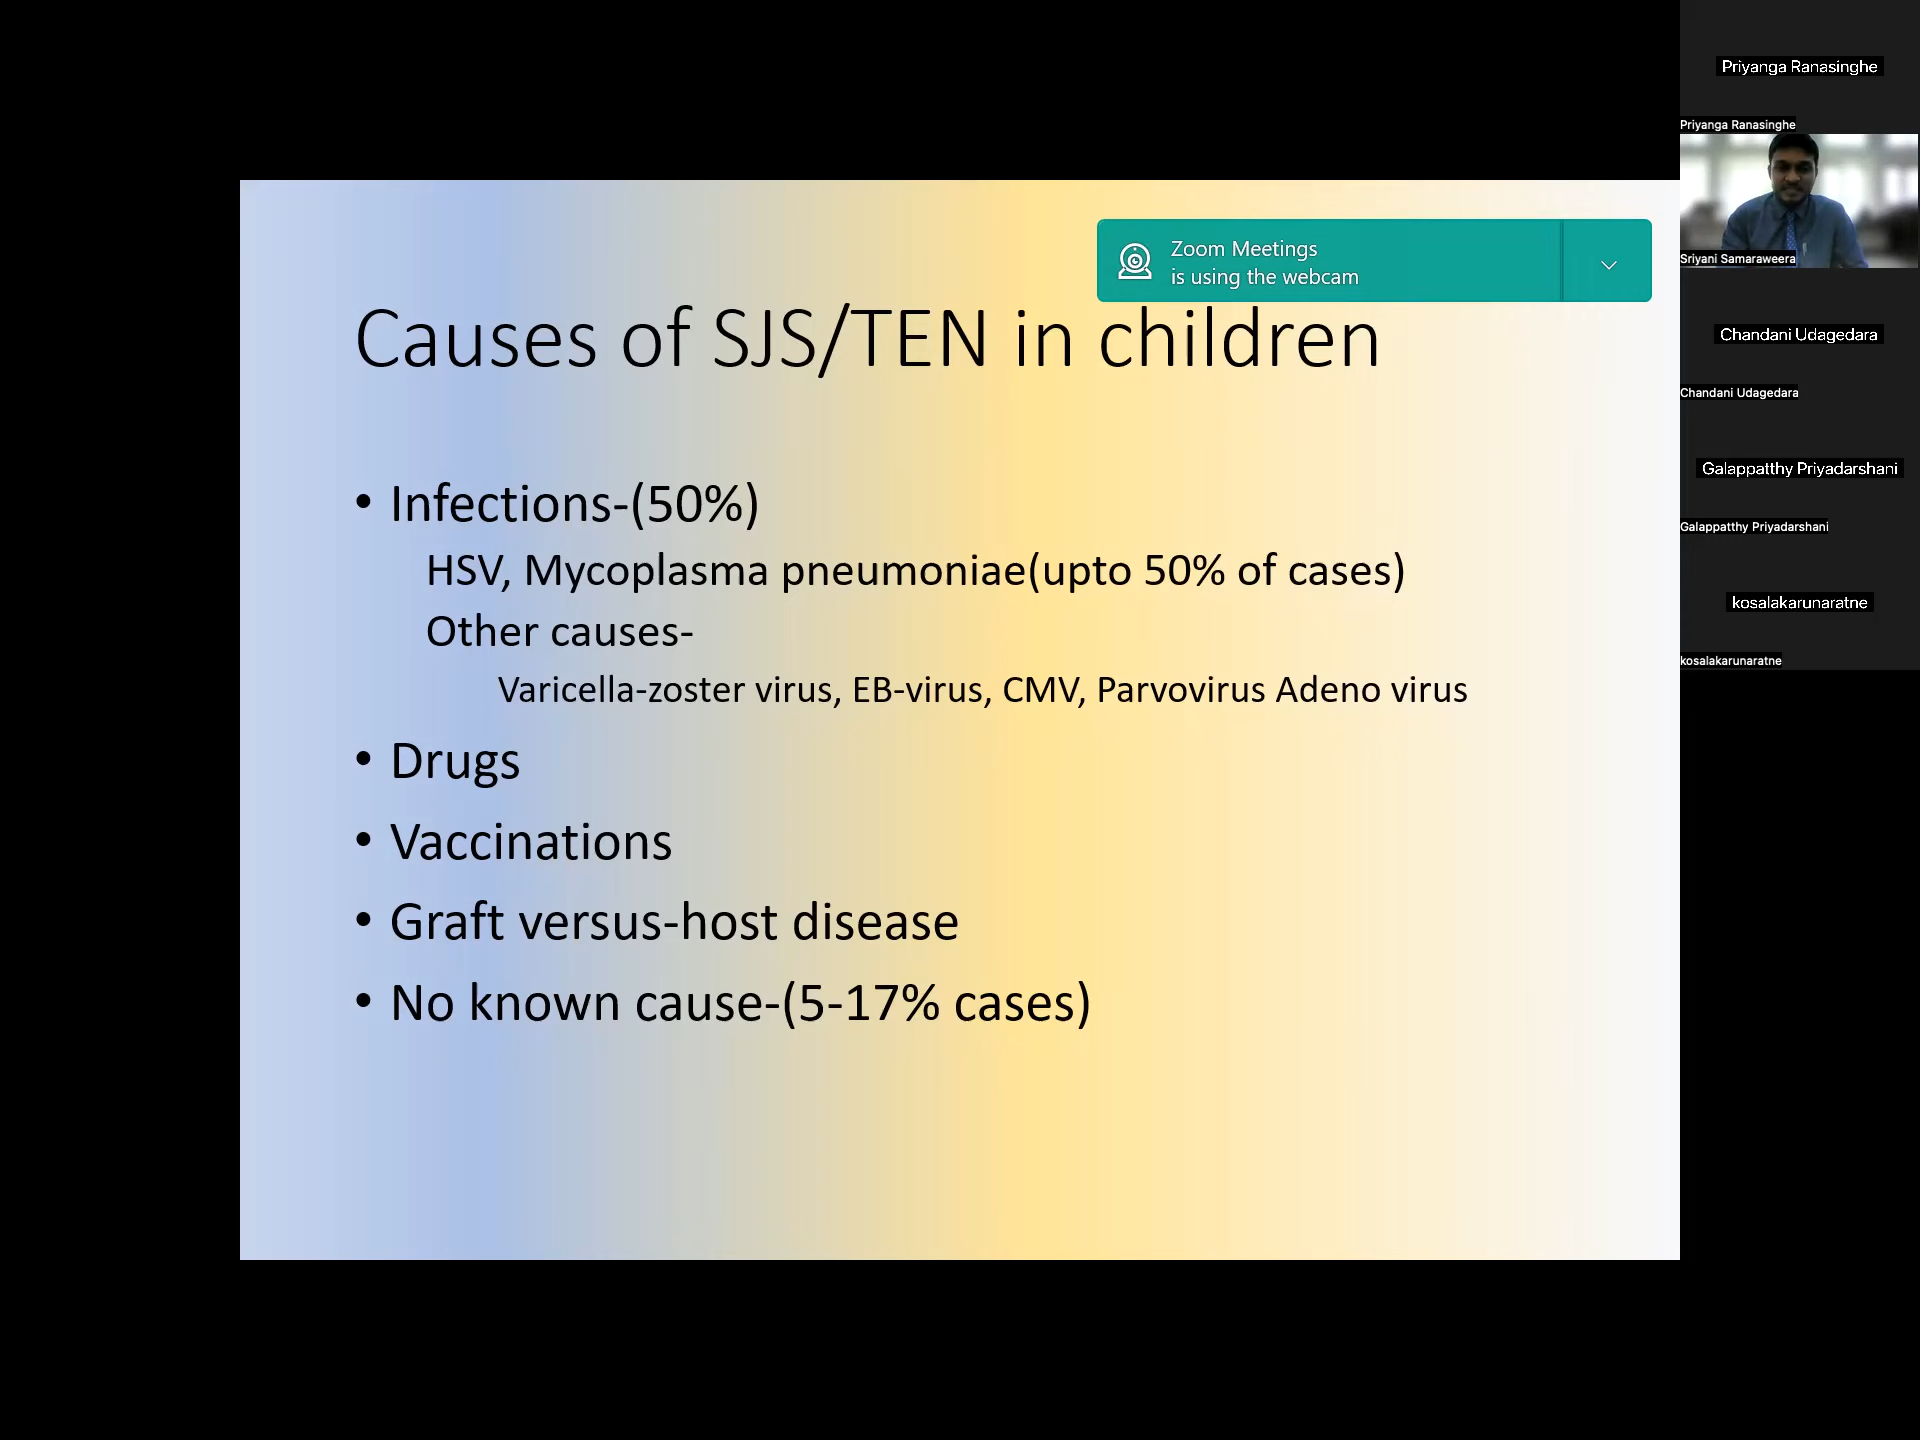 Zoom Meetings
is using the webcam
Causes of SJS/TEN in children
• Infections-(50%)
HSV, Mycoplasma pneumoniae(upto 50% of cases)
Other causes-
Varicella-zoster virus, EB-virus, CMV, Parvovirus Adeno virus
• Drugs
• Vaccinations
• Graft versus-host disease
• No known cause-(5-17% cases)
Priyanga Ranasinghe
Priyanga Ranasinghe
Sriyani Samaraweera
Chandani Udagedara
Chandani Udagedara
Galappatthy Priyadarshani
Galappatthy Priyadarshani
kosalakarunaratne
kosalakarunaratne